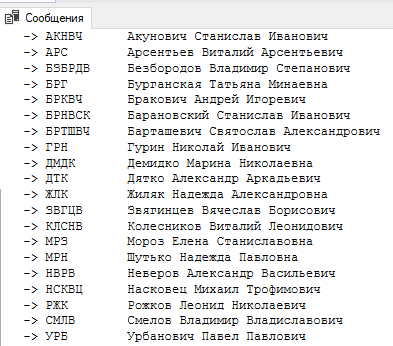 Сообщения
-> АКНВЧ Акунович Станислав Иванович
-> АРС Арсентьев Виталий Арсентьевич
-> БЗБРДВ Безбородов Владимир Степанович
-> БРГ Бурганская Татьяна Минаевна
-> БРКВЧ Бракович Андрей Игоревич
-> БРНВСК Барановский Станислав Иванович
-> БРТШВЧ Барташевич Святослав Александрович
-> ГРН Гурин Николай Иванович
-> ДМДК Демидко Марина Николаевна
-> ДТК Дятко Александр Аркадьевич
-> ЖЛК Жиляк Надежда Александровна
-> ЗВГЦВ Звягинцев Вячеслав Борисович
-> КЛСНВ Колесников Виталий Леонидович
-> МРЗ Мороз Елена Станиславовна
-> МРН Шутько Надежда Павловна
-> НВРВ Неверов Александр Васильевич
-> НСКВЦ Насковец Михаил Трофимович
-> РЖК Рожков Леонид Николаевич
-> СМЛВ Смелов Владимир Владиславович
-> УРБ Урбанович Павел Павлович